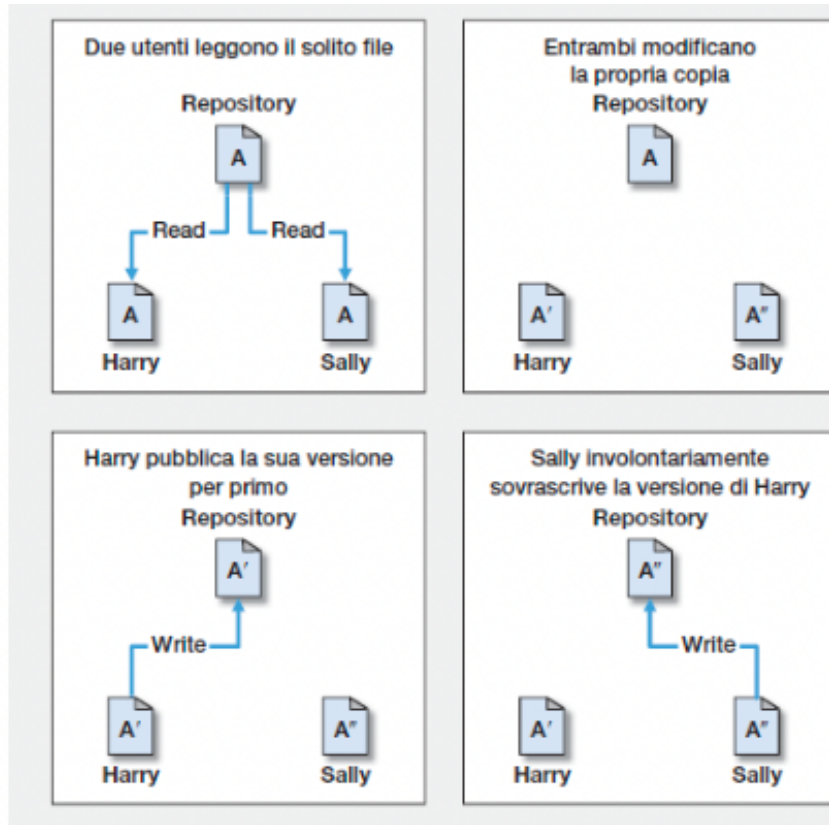 Due utenti leggono il solito file
Repository
A
Read
Read
A
A
Harry
Sally
Entrambi modificano
la propria copia
Repository
A
A′
A″
Harry
Sally
Harry pubblica la sua versione
per primo
Repository
A′
Write
A′
A″
Harry
Sally
Sally involontariamente
sovrascrive la versione di Harry
Repository
A″
Write
A′
A″
Harry
Sally